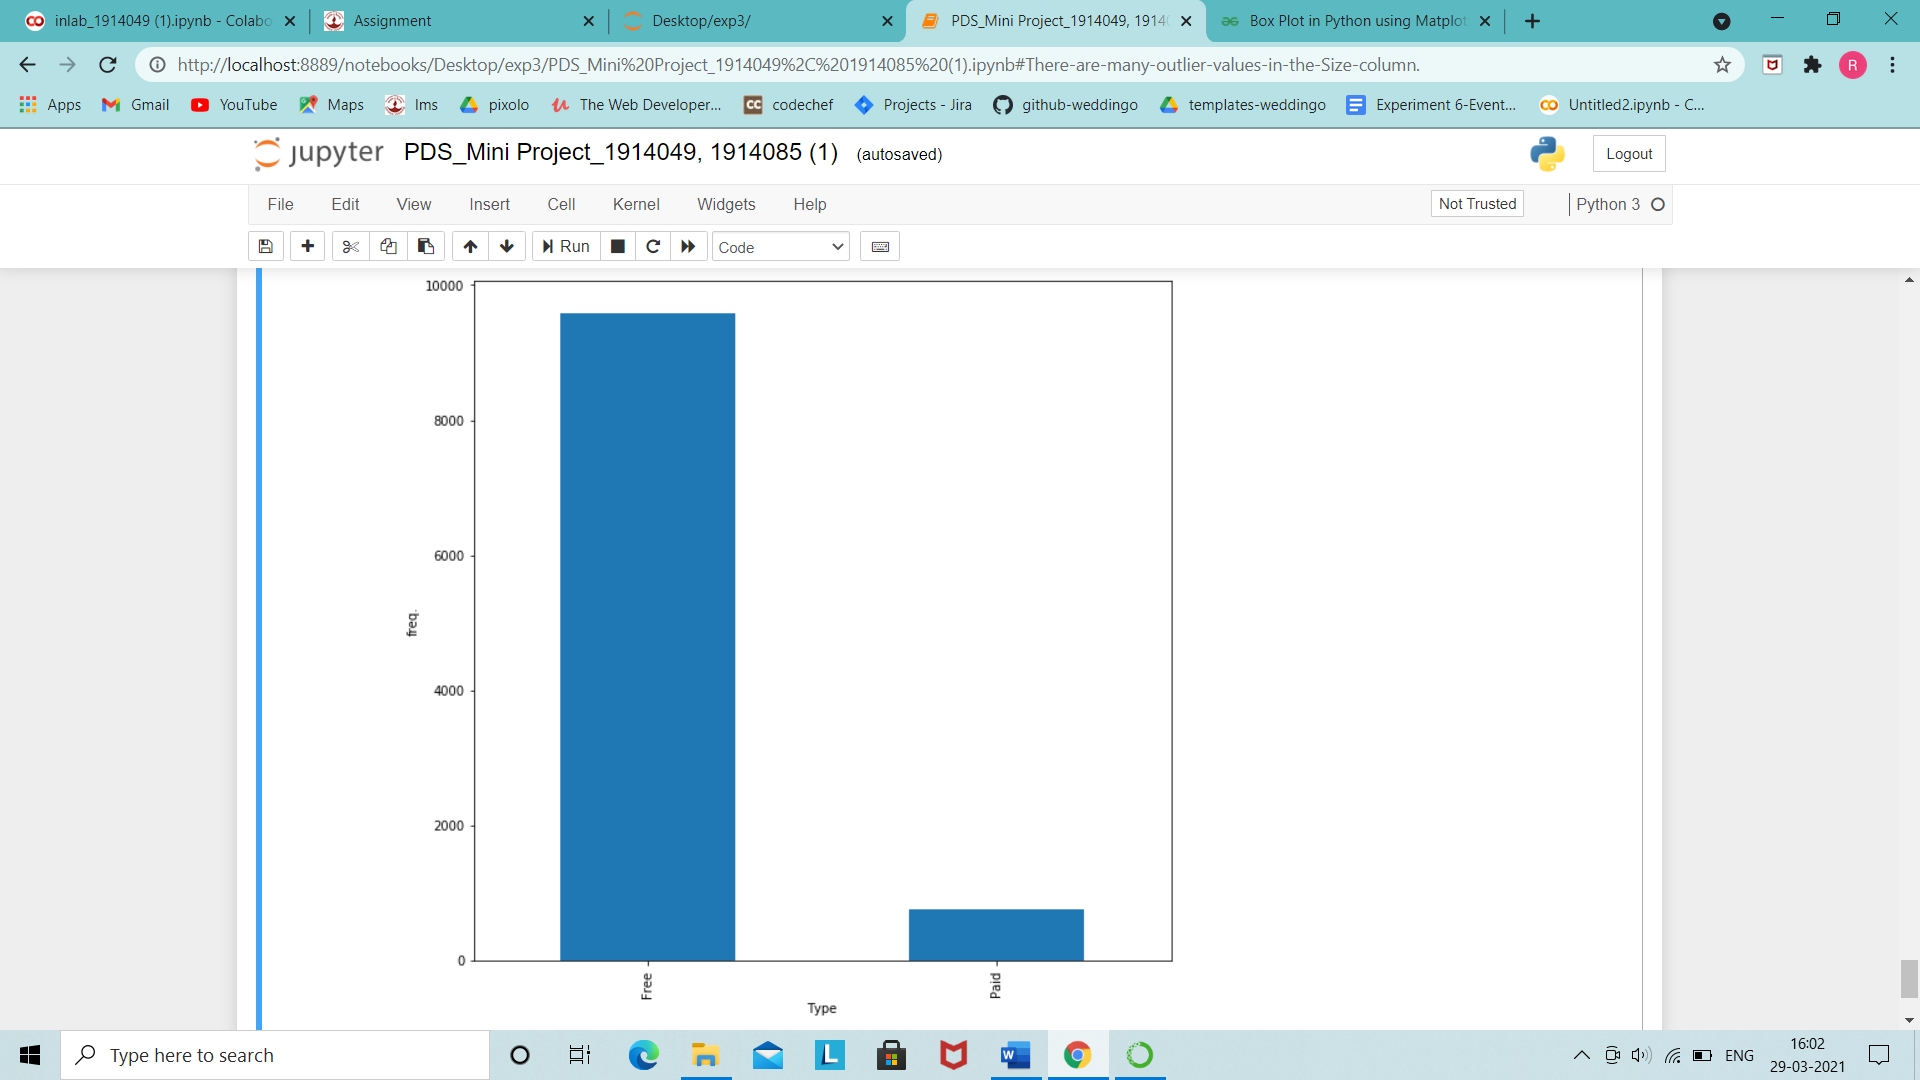 inlab_1914049 (1).ipynb - Colabo
Assignment
Desktop/exp3/
PDS_Mini Project_1914049, 1914
Box Plot in Python using Matplot
http://localhost:8889/notebooks/Desktop/exp3/PDS_Mini%20Project_1914049%2C%201914085%20(1).ipynb#There-are-many-outlier-values-in-the-Size-column.
R
Apps
Gmail
YouTube
Maps
lms
pixolo
The Web Developer...
CC
codechef
Projects - Jira
github-weddingo
templates-weddingo
Experiment 6-Event...
Untitled2.ipynb - C...
jupyter
PDS_Mini Project_1914049, 1914085 (1)
(autosaved)
Logout
File
Edit
View
Insert
Cell
Kernel
Widgets
Help
Not Trusted
Python 3
Run
Code
10000
8000
6000
4000
2000
0
freq.
Free
Paid
Type
Type here to search
L
W
ENG
16:02
29-03-2021